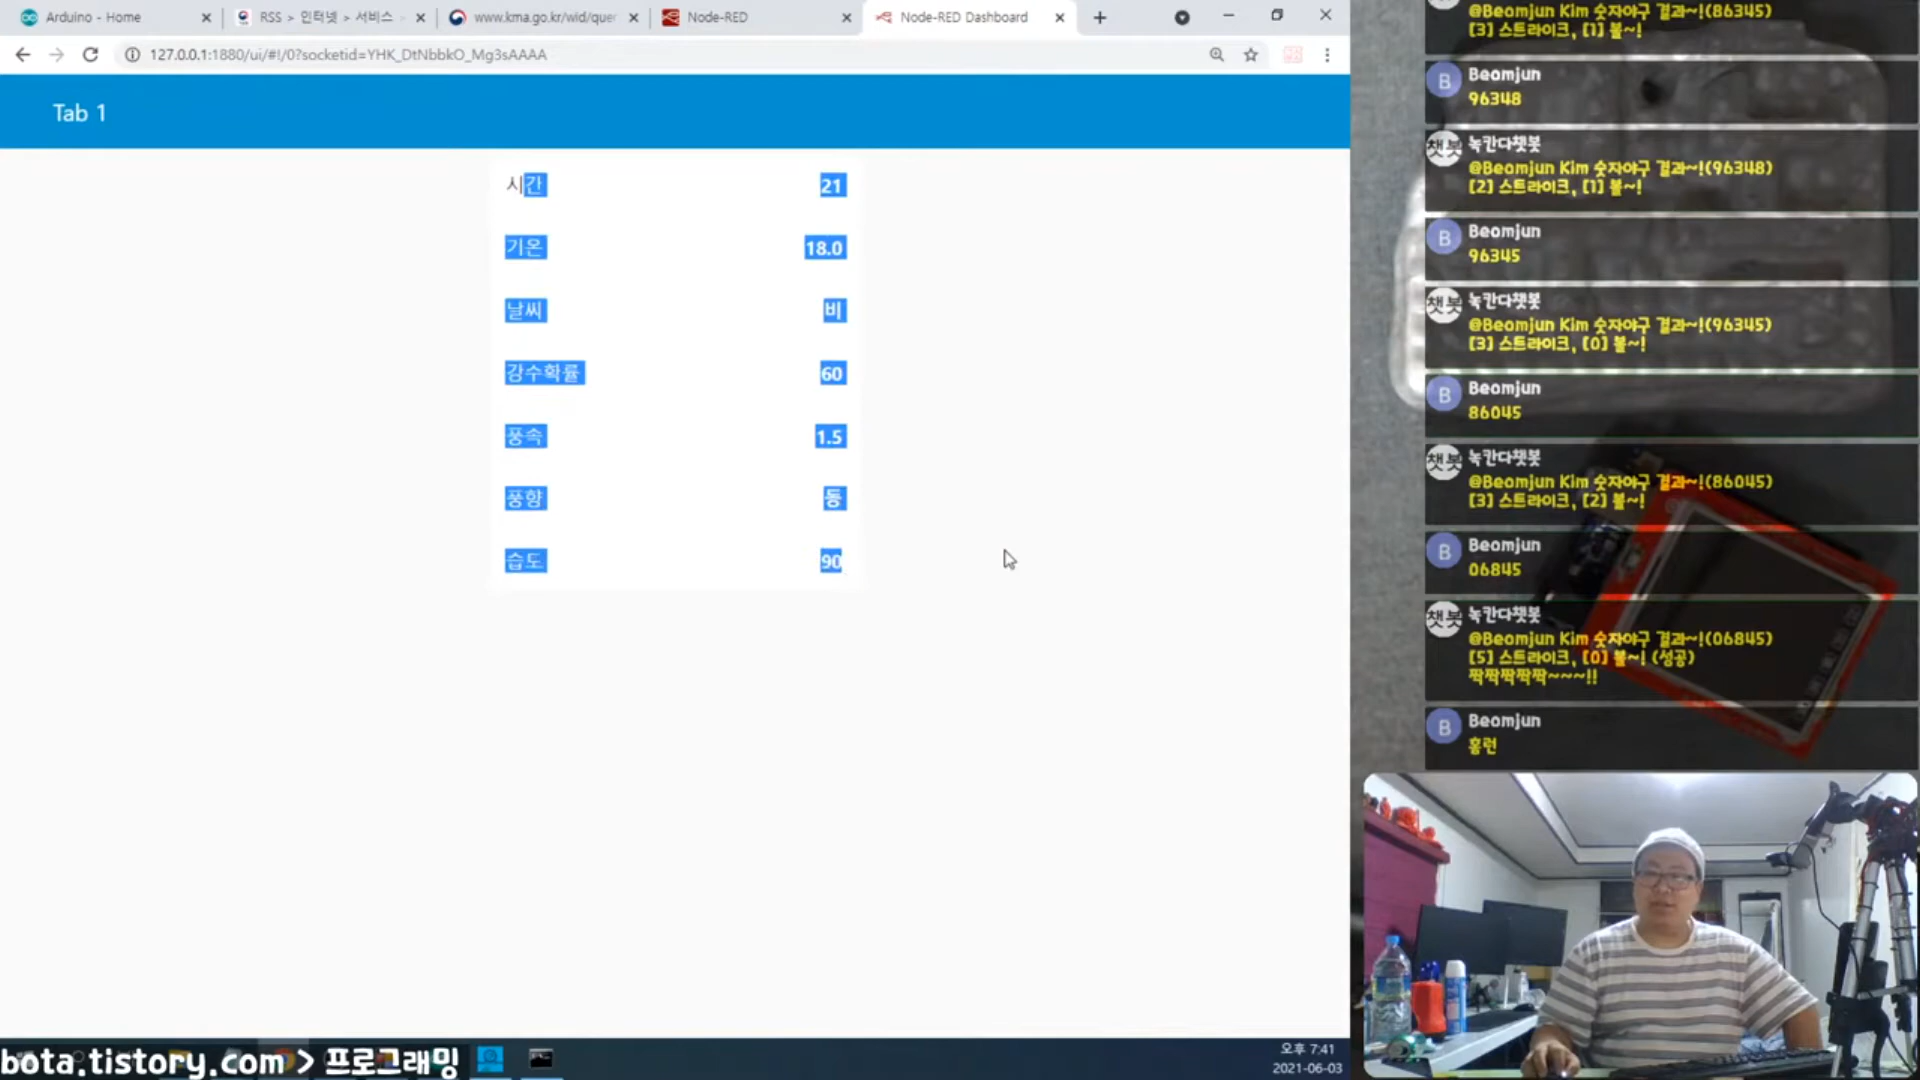 Arduino - Home
RSS > 인터넷 > 서비스 >
www.kma.go.kr/wid/quer
Node-RED
Node-RED Dashboard
127.0.0.1:1880/ui/#!/0?socketid=YHK_DtNbbkO_Mg3sAAAA
Tab 1
시간 21
기온 18.0
날씨 비
강수확률 60
풍속 1.5
풍향 동
습도 90
@Beomjun Kim 숫자야구 결과~!(86345)
[3] 스트라이크, [1] 볼~!
B Beomjun
96348
챗봇 녹칸다챗봇
@Beomjun Kim 숫자야구 결과~!(96348)
[2] 스트라이크, [1] 볼~!
B Beomjun
96345
챗봇 녹칸다챗봇
@Beomjun Kim 숫자야구 결과~!(96345)
[3] 스트라이크, [0] 볼~!
B Beomjun
86045
챗봇 녹칸다챗봇
@Beomjun Kim 숫자야구 결과~!(86045)
[3] 스트라이크, [2] 볼~!
B Beomjun
06845
챗봇 녹칸다챗봇
@Beomjun Kim 숫자야구 결과~!(06845)
[5] 스트라이크, [0] 볼~! (성공)
짝짝짝짝짝~~~!!
B Beomjun
홈런
bota.tistory.com > 프로그래밍
오후 7:41
2021-06-03